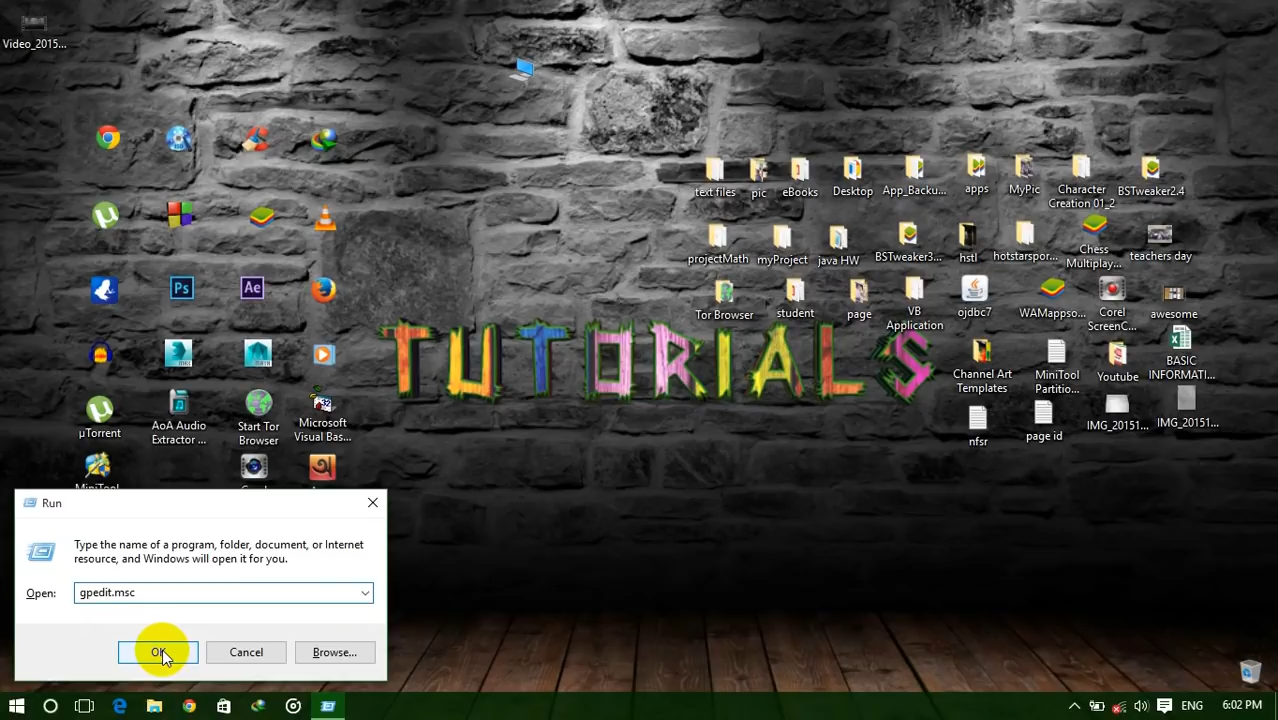 Video_2015...
text files
pic
eBooks
Desktop
App_Backu...
apps
MyPic
Character
Creation 01_2
BSTweaker2.4
projectMath
myProject
java HW
BSTweaker3...
hstl
hotstarspor...
Chess
Multiplay...
teachers day
Tor Browser
student
page
VB
Application
ojdbc7
WAMappso...
Corel
ScreenC...
awesome
TUTORIALS
Channel Art
Templates
MiniTool
Partitio...
Youtube
BASIC
INFORMATI...
µTorrent
AoA Audio
Extractor ...
Start Tor
Browser
Microsoft
Visual Bas...
nfsr
page id
IMG_20151...
IMG_20151...
Run
Type the name of a program, folder, document, or Internet
resource, and Windows will open it for you.
Open:
gpedit.msc
OK
Cancel
Browse...
ENG
6:02 PM